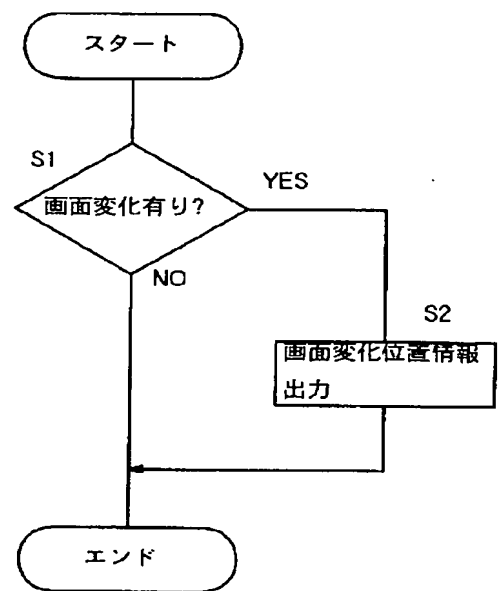 スタート
S1
画面変化有り?
YES
NO
S2
画面変化位置情報
出力
エンド